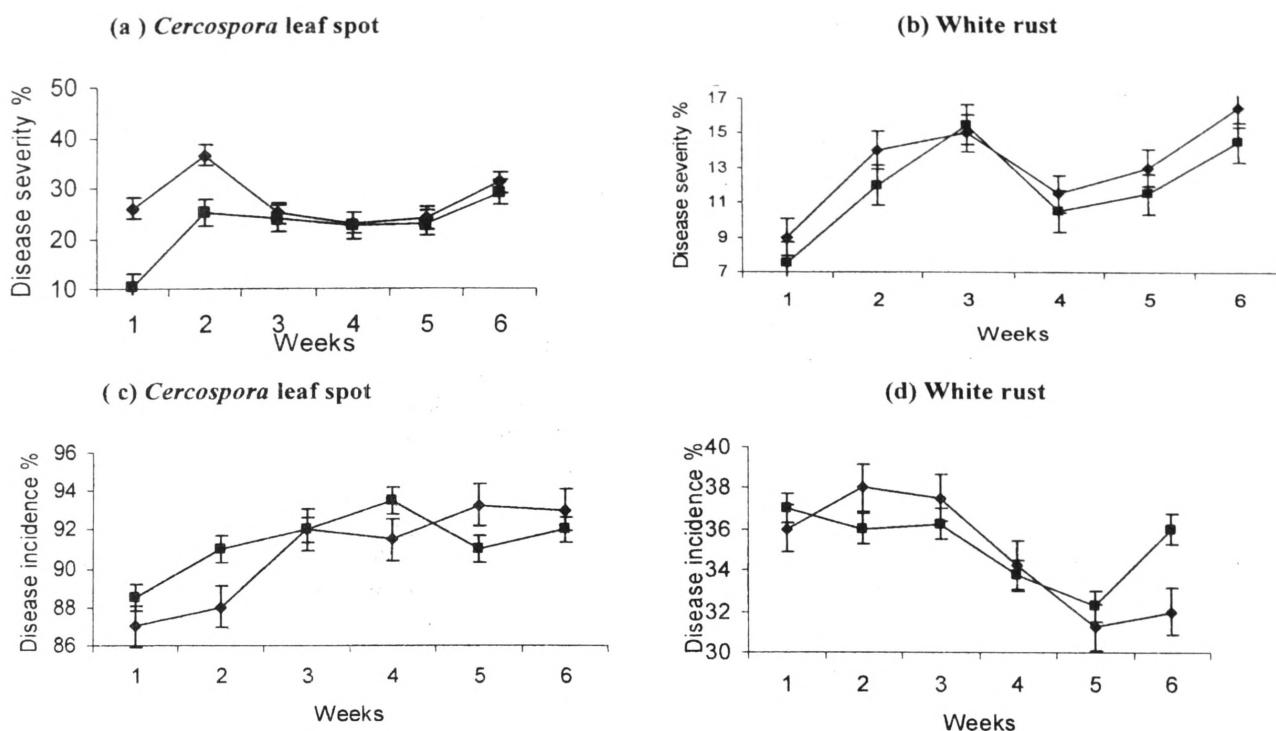 (a ) Cercospora leaf spot
Disease severity %
50
40
30
20
10
1 2 3 4 5 6
Weeks
(b) White rust
Disease severity %
17
15
13
11
9
7
1 2 3 4 5 6
Weeks
( c) Cercospora leaf spot
Disease incidence %
96
94
92
90
88
86
1 2 3 4 5 6
Weeks
(d) White rust
Disease incidence %
40
38
36
34
32
30
1 2 3 4 5 6
Weeks